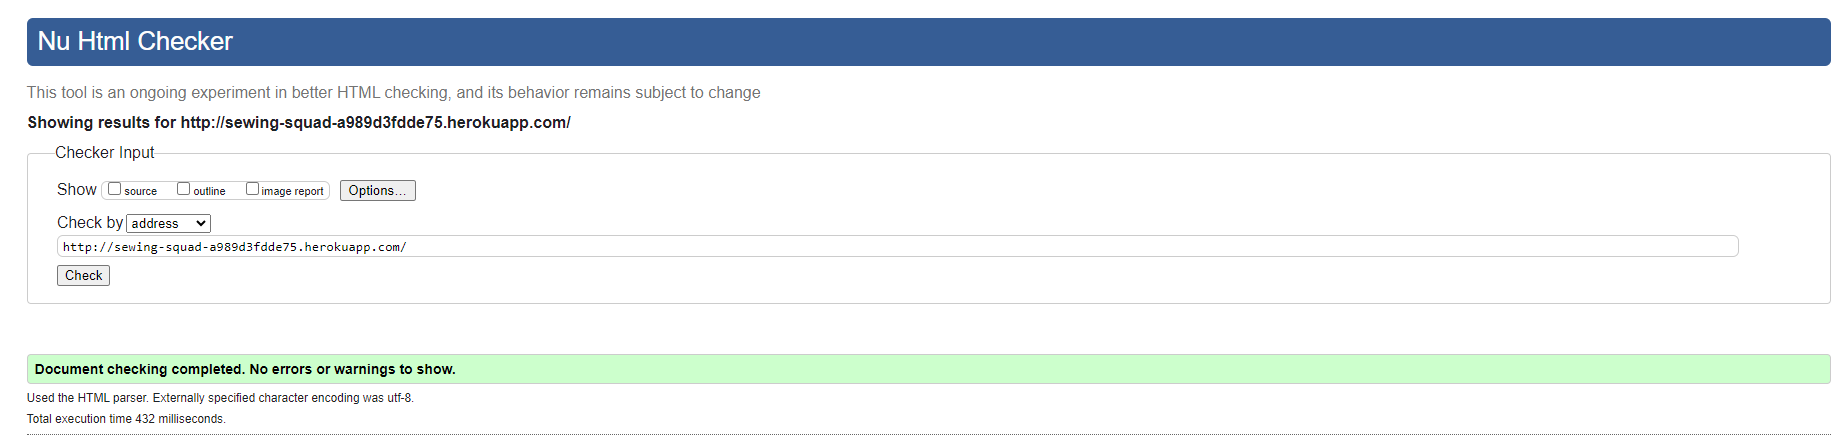 Nu Html Checker
This tool is an ongoing experiment in better HTML checking, and its behavior remains subject to change
Showing results for http://sewing-squad-a989d3fdde75.herokuapp.com/
Checker Input
Show source outline image report Options...
Check by address
http://sewing-squad-a989d3fdde75.herokuapp.com/
Check
Document checking completed. No errors or warnings to show.
Used the HTML parser. Externally specified character encoding was utf-8.
Total execution time 432 milliseconds.